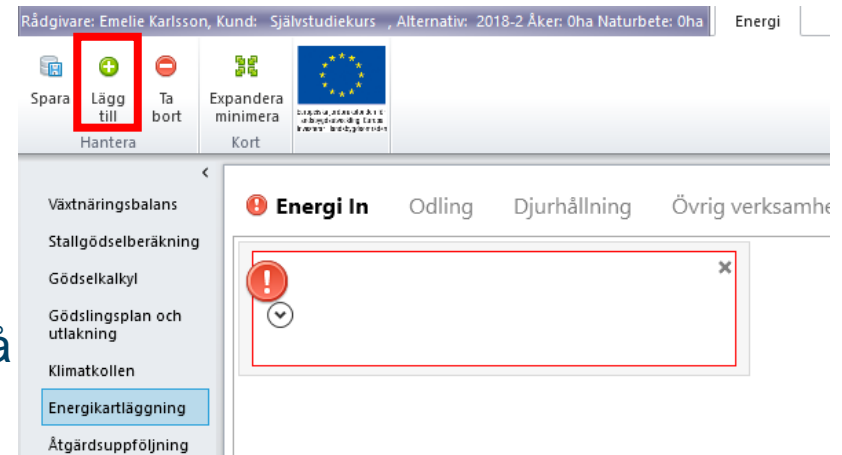 Rådgivare: Emelie Karlsson, Kund: Självstudiekurs , Alternativ: 2018-2 Åker: 0ha Naturbete: 0ha
Energi
Spara
Lägg till
Ta bort
Expandera minimera
Hantera
Kort
Växtnäringsbalans
Stallgödselberäkning
Gödselkalkyl
Gödslingsplan och
utlakning
Klimatkollen
Energikartläggning
Åtgärdsuppföljning
å
Energi In Odling Djurhållning Övrig verksamhe